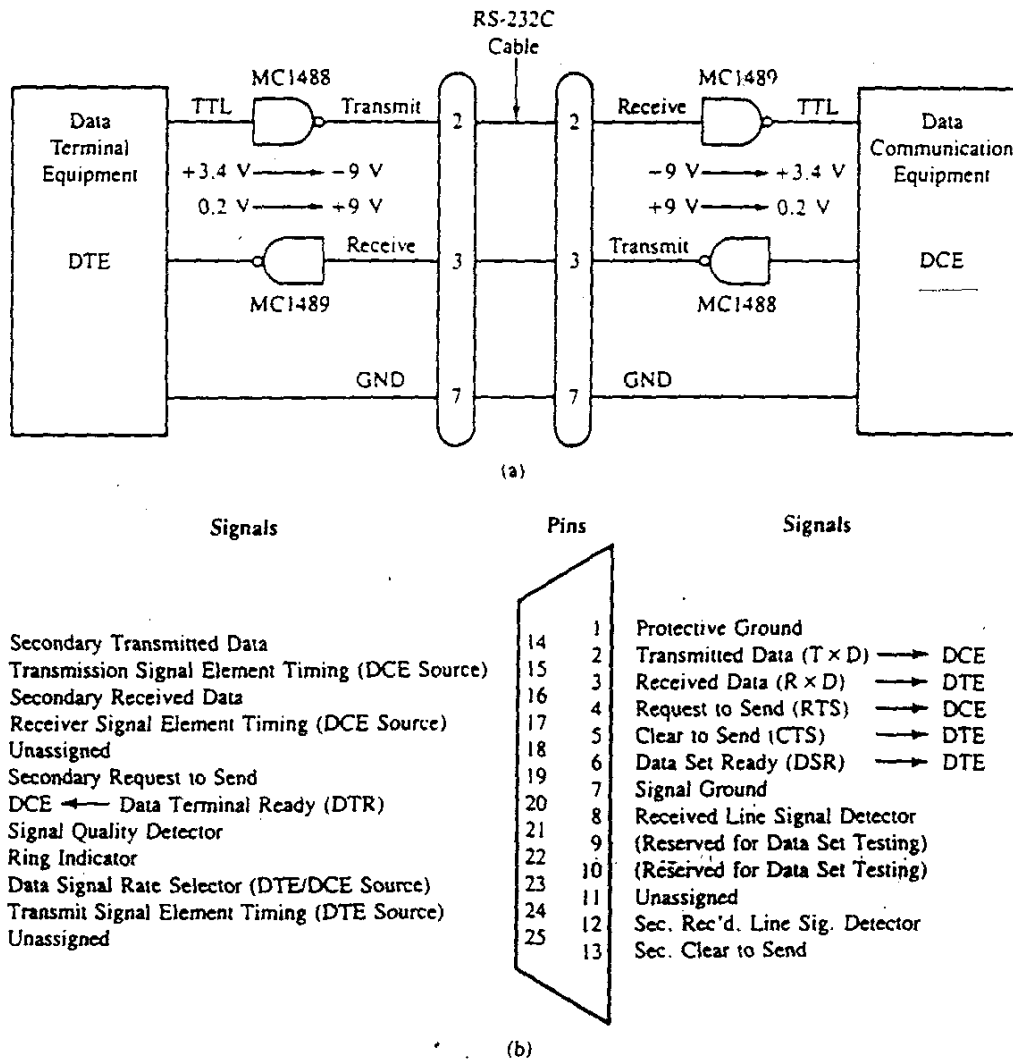 RS-232C
Cable
MC1488
MC1489
TTL
Transmit
2
2
Receive
TTL
Data
Terminal
Equipment
Data
Communication
Equipment
+3.4 V → −9 V
−9 V → +3.4 V
0.2 V → +9 V
+9 V → 0.2 V
DTE
Receive
3
3
Transmit
DCE
MC1489
MC1488
GND
7
7
GND
(a)
Signals
Pins
Signals
Secondary Transmitted Data 14
Transmission Signal Element Timing (DCE Source) 15
Secondary Received Data 16
Receiver Signal Element Timing (DCE Source) 17
Unassigned 18
Secondary Request to Send 19
DCE ← Data Terminal Ready (DTR) 20
Signal Quality Detector 21
Ring Indicator 22
Data Signal Rate Selector (DTE/DCE Source) 23
Transmit Signal Element Timing (DTE Source) 24
Unassigned 25
1 Protective Ground
2 Transmitted Data (T × D) → DCE
3 Received Data (R × D) → DTE
4 Request to Send (RTS) → DCE
5 Clear to Send (CTS) → DTE
6 Data Set Ready (DSR) → DTE
7 Signal Ground
8 Received Line Signal Detector
9 (Reserved for Data Set Testing)
10 (Reserved for Data Set Testing)
11 Unassigned
12 Sec. Rec'd. Line Sig. Detector
13 Sec. Clear to Send
(b)